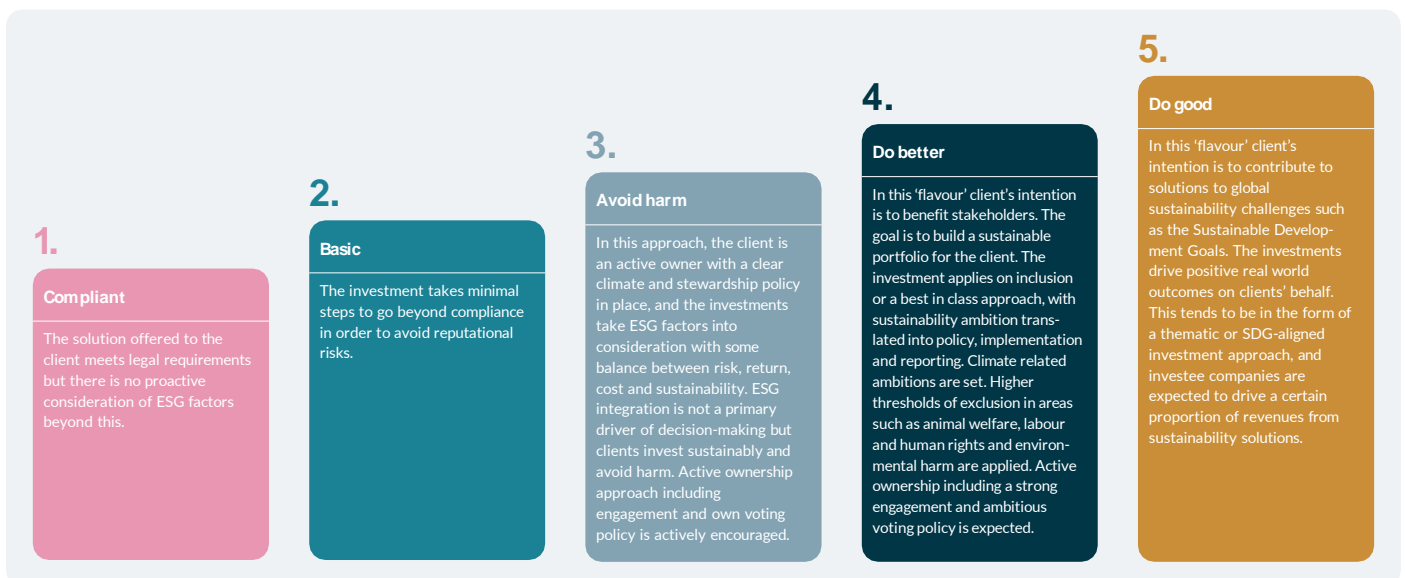 1.
Compliant
The solution offered to the
client meets legal requirements
but there is no proactive
consideration of ESG factors
beyond this.
2.
Basic
The investment takes minimal
steps to go beyond compliance
in order to avoid reputational
risks.
3.
Avoid harm
In this approach, the client is
an active owner with a clear
climate and stewardship policy
in place, and the investments
take ESG factors into
consideration with some
balance between risk, return,
cost and sustainability. ESG
integration is not a primary
driver of decision-making but
clients invest sustainably and
avoid harm. Active ownership
approach including
engagement and own voting
policy is actively encouraged.
4.
Do better
In this ‘flavour’ client’s intention
is to benefit stakeholders. The
goal is to build a sustainable
portfolio for the client. The
investment applies on inclusion
or a best in class approach, with
sustainability ambition trans-
lated into policy, implementation
and reporting. Climate related
ambitions are set. Higher
thresholds of exclusion in areas
such as animal welfare, labour
and human rights and environ-
mental harm are applied. Active
ownership including a strong
engagement and ambitious
voting policy is expected.
5.
Do good
In this ‘flavour’ client’s
intention is to contribute to
solutions to global
sustainability challenges such
as the Sustainable Develop-
ment Goals. The investments
drive positive real world
outcomes on clients’ behalf.
This tends to be in the form of
a thematic or SDG-aligned
investment approach, and
investee companies are
expected to drive a certain
proportion of revenues from
sustainability solutions.